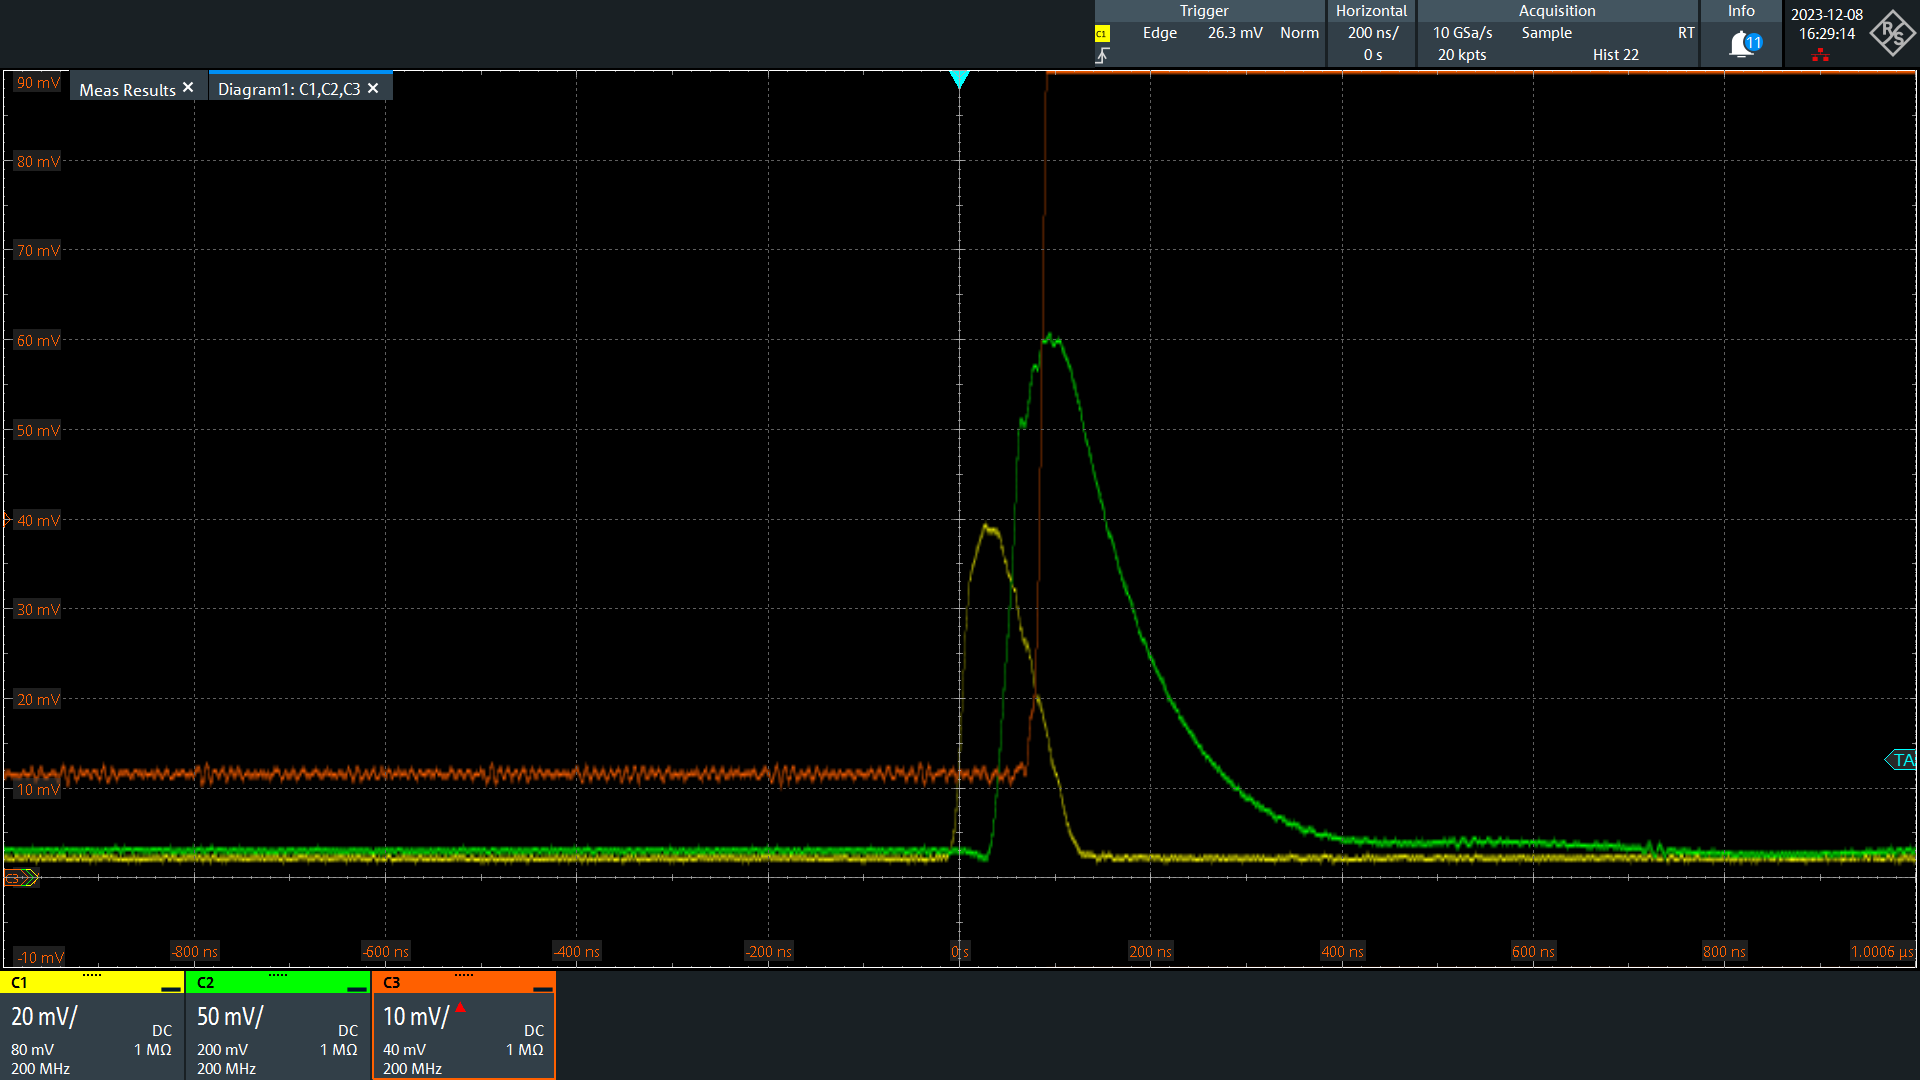 Trigger
C1 Edge 26.3 mV Norm
Horizontal
200 ns/
0 s
Acquisition
10 GSa/s Sample RT
20 kpts Hist 22
Info
11
2023-12-08
16:29:14
R S
Meas Results ✕
Diagram1: C1,C2,C3 ✕
90 mV
80 mV
70 mV
60 mV
50 mV
40 mV
30 mV
20 mV
TA
10 mV
C3
-10 mV
-800 ns
-600 ns
-400 ns
-200 ns
0 s
200 ns
400 ns
600 ns
800 ns
1.0006 µs
C1
20 mV/
DC
80 mV 1 MΩ
200 MHz
C2
50 mV/
DC
200 mV 1 MΩ
200 MHz
C3
10 mV/
DC
40 mV 1 MΩ
200 MHz